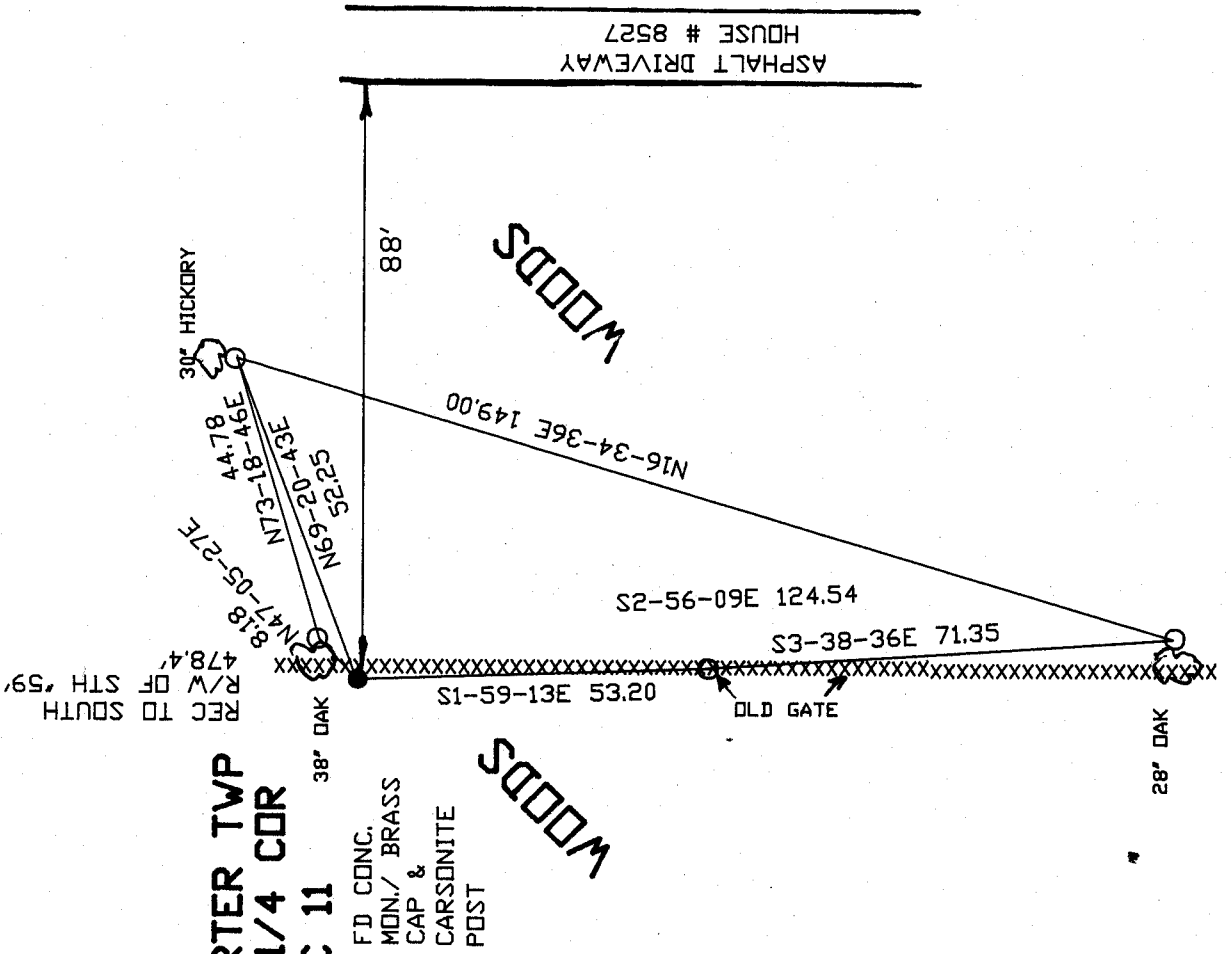 ASPHALT DRIVEWAY
HOUSE # 8527
88'
WOODS
30" HICKORY
44.78
N73-18-46E
N69-20-43E
52.25
8.18
N47-05-27E
N16-34-36E 149.00
S2-56-09E 124.54
S3-38-36E 71.35
XXXXXXXXXXXXXXXXXXXXXXXXXXXXXXXXXXXXXXXXXXXXXXXXXXXXXXXXXXXXXXXXXXXXXXXXXXXXXX
S1-59-13E 53.20
OLD GATE
REC TO SOUTH
R/W OF STH "59"
478.4'
38" OAK
28" OAK
WOODS
RTER TWP
1/4 COR
C 11
FD CONC.
MON./ BRASS
CAP &
CARSONITE
POST